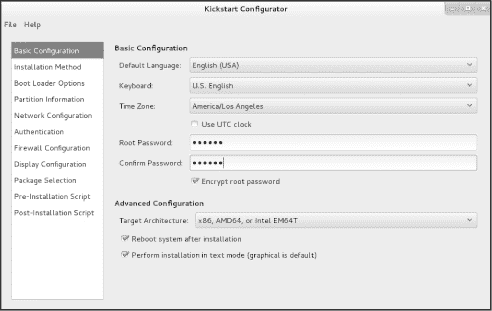 Kickstart Configurator
File Help
Basic Configuration
Installation Method
Boot Loader Options
Partition Information
Network Configuration
Authentication
Firewall Configuration
Display Configuration
Package Selection
Pre-Installation Script
Post-Installation Script
Basic Configuration
Default Language: English (USA)
Keyboard: U.S. English
Time Zone: America/Los Angeles
Use UTC clock
Root Password: ••••••
Confirm Password: ••••••
Encrypt root password
Advanced Configuration
Target Architecture: x86, AMD64, or Intel EM64T
Reboot system after installation
Perform installation in text mode (graphical is default)